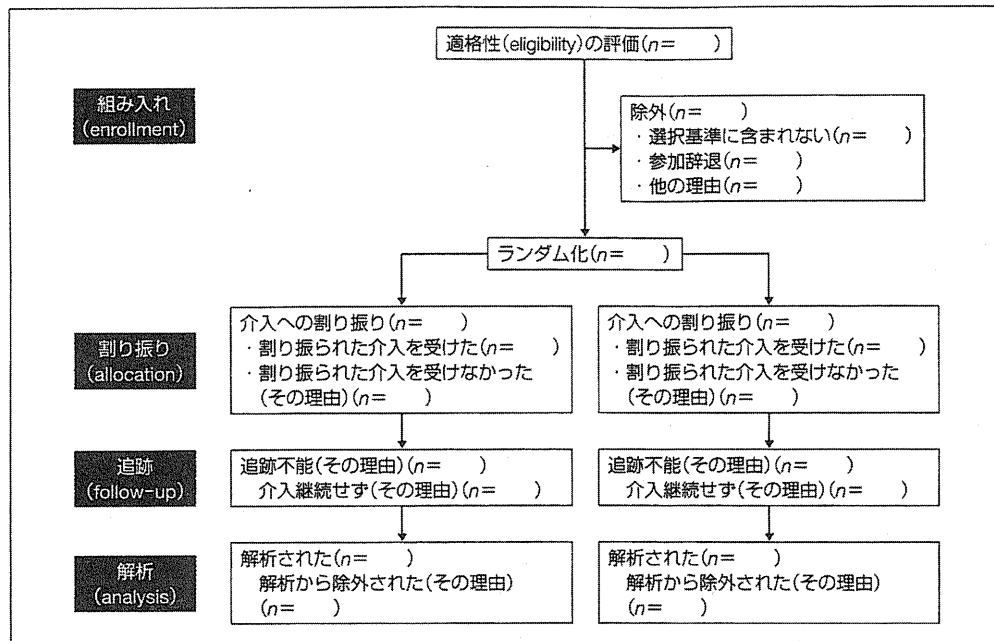 適格性(eligibility)の評価(n=　　)
組み入れ
(enrollment)
除外(n=　　)
・選択基準に含まれない(n=　　)
・参加辞退(n=　　)
・他の理由(n=　　)
ランダム化(n=　　)
割り振り
(allocation)
介入への割り振り(n=　　)
・割り振られた介入を受けた(n=　　)
・割り振られた介入を受けなかった
(その理由)(n=　　)
介入への割り振り(n=　　)
・割り振られた介入を受けた(n=　　)
・割り振られた介入を受けなかった
(その理由)(n=　　)
追跡
(follow-up)
追跡不能(その理由)(n=　　)
介入継続せず(その理由)(n=　　)
追跡不能(その理由)(n=　　)
介入継続せず(その理由)(n=　　)
解析
(analysis)
解析された(n=　　)
解析から除外された(その理由)
(n=　　)
解析された(n=　　)
解析から除外された(その理由)
(n=　　)